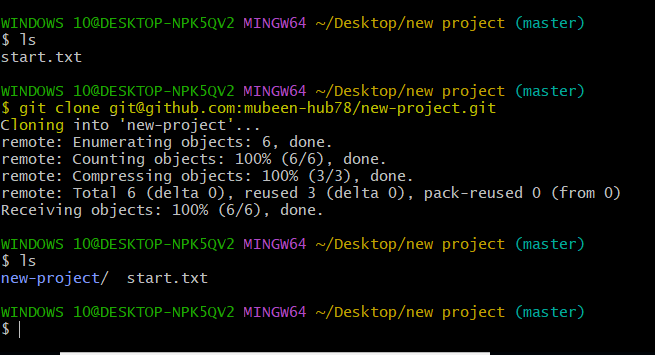 WINDOWS 10@DESKTOP-NPK5QV2 MINGW64 ~/Desktop/new project (master)
$ ls
start.txt
WINDOWS 10@DESKTOP-NPK5QV2 MINGW64 ~/Desktop/new project (master)
$ git clone git@github.com:mubeen-hub78/new-project.git
Cloning into 'new-project'...
remote: Enumerating objects: 6, done.
remote: Counting objects: 100% (6/6), done.
remote: Compressing objects: 100% (3/3), done.
remote: Total 6 (delta 0), reused 3 (delta 0), pack-reused 0 (from 0)
Receiving objects: 100% (6/6), done.
WINDOWS 10@DESKTOP-NPK5QV2 MINGW64 ~/Desktop/new project (master)
$ ls
new-project/  start.txt
WINDOWS 10@DESKTOP-NPK5QV2 MINGW64 ~/Desktop/new project (master)
$